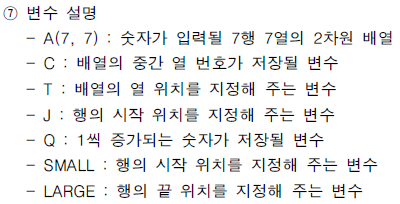 ⑦ 변수 설명
- A(7, 7) : 숫자가 입력될 7행 7열의 2차원 배열
- C : 배열의 중간 열 번호가 저장될 변수
- T : 배열의 열 위치를 지정해 주는 변수
- J : 행의 시작 위치를 지정해 주는 변수
- Q : 1씩 증가되는 숫자가 저장될 변수
- SMALL : 행의 시작 위치를 지정해 주는 변수
- LARGE : 행의 끝 위치를 지정해 주는 변수